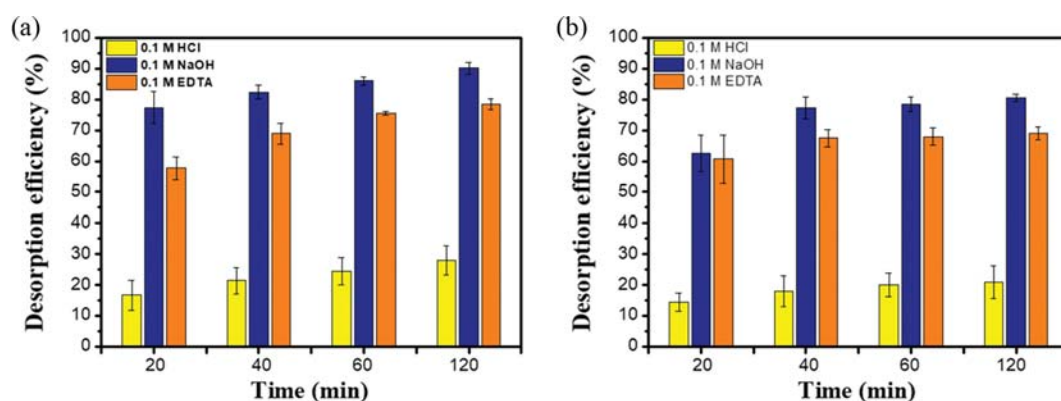 (a)
100
90
80
70
60
50
40
30
20
10
0
Desorption efficiency (%)
0.1 M HCl
0.1 M NaOH
0.1 M EDTA
20 40 60 120
Time (min)
(b)
100
90
80
70
60
50
40
30
20
10
0
Desorption efficiency (%)
0.1 M HCl
0.1 M NaOH
0.1 M EDTA
20 40 60 120
Time (min)